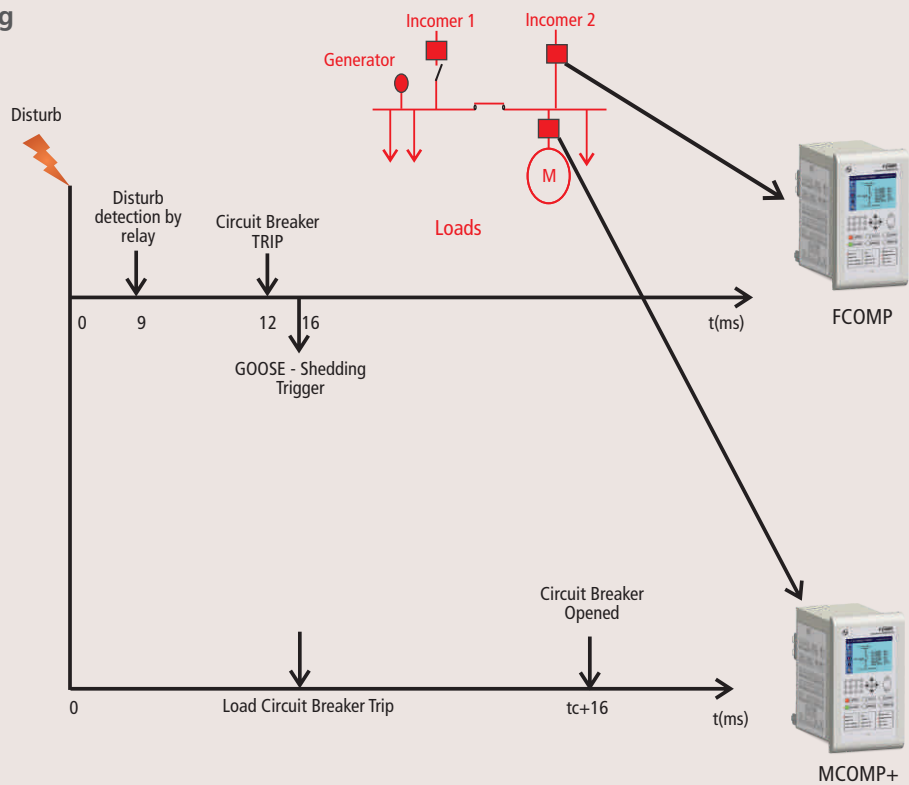 g
Incomer 1
Incomer 2
Generator
Disturb
Disturb
detection by
relay
Circuit Breaker
TRIP
M
Loads
0
9
12
16
t(ms)
FCOMP
GOOSE - Shedding
Trigger
Circuit Breaker
Opened
0
Load Circuit Breaker Trip
tc+16
t(ms)
MCOMP+